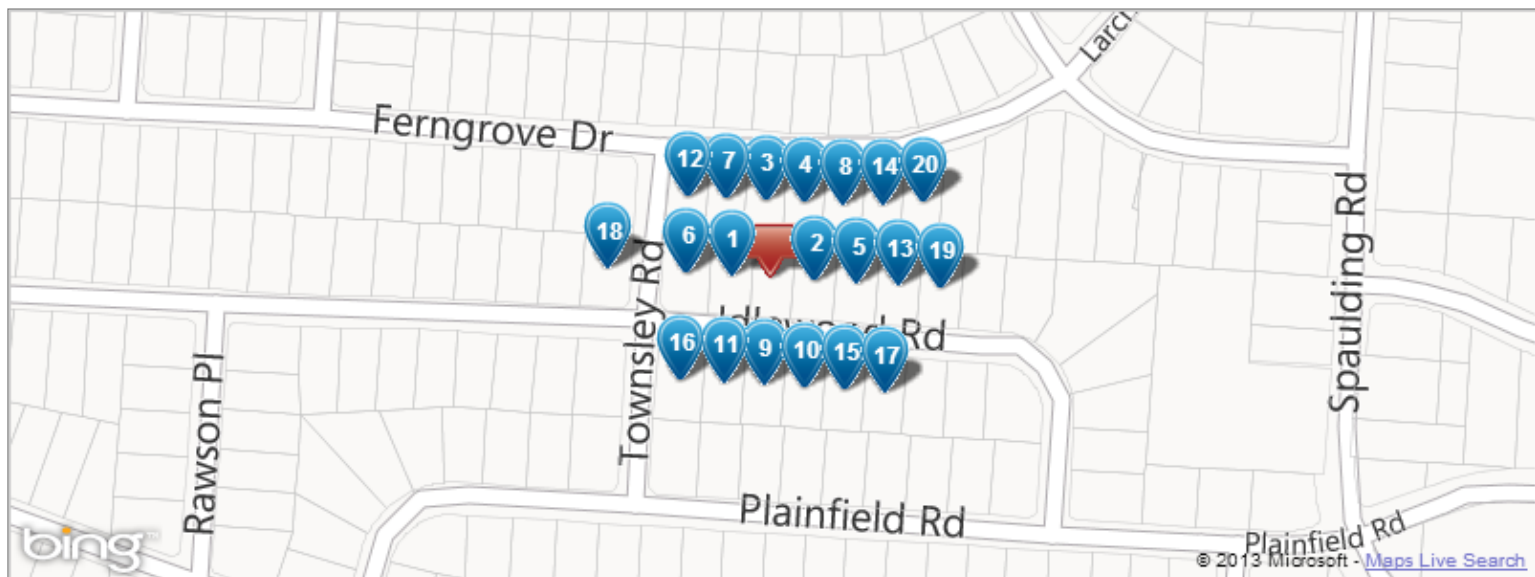 Larch
Ferngrove Dr
12 7 3 4 8 14 20
18 6 1 2 5 13 19
Townsley Rd
Spaulding Rd
Rd
16 11 9 10 15 17
Rawson Pl
Plainfield Rd
Plainfield Rd
bing™
© 2013 Microsoft - Maps Live Search